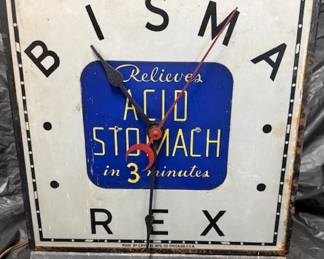 BISMA
Relieves
ACID
STOMACH
in 3 minutes
REX